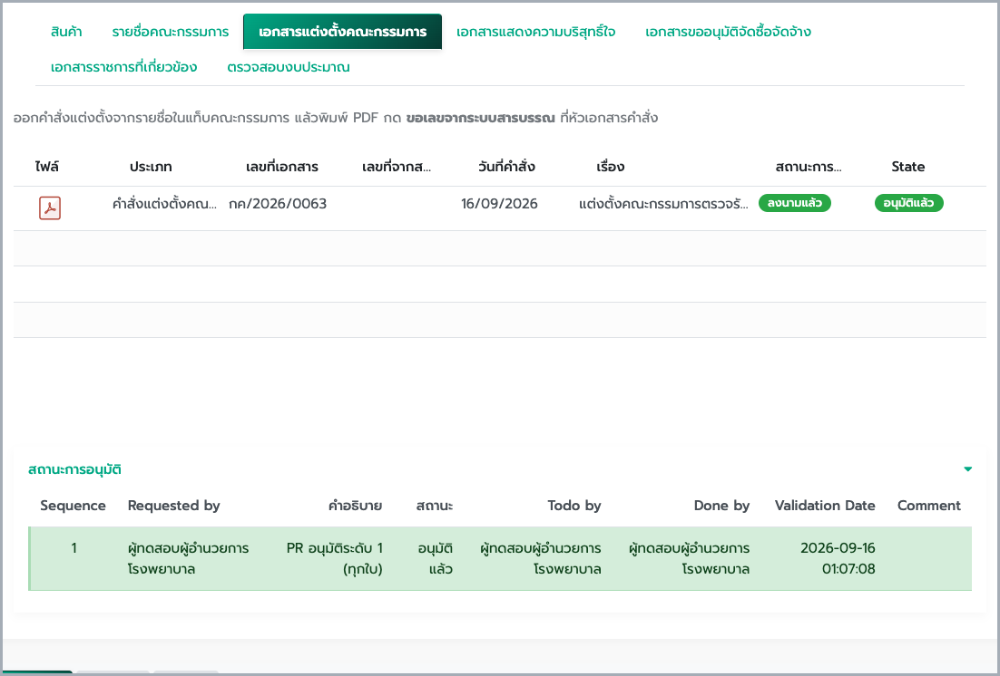 สินค้า รายชื่อคณะกรรมการ เอกสารแต่งตั้งคณะกรรมการ เอกสารแสดงความบริสุทธิ์ใจ เอกสารขออนุมัติจัดซื้อจัดจ้าง
เอกสารราชการที่เกี่ยวข้อง ตรวจสอบงบประมาณ
ออกคำสั่งแต่งตั้งจากรายชื่อในแท็บคณะกรรมการ แล้วพิมพ์ PDF กด ขอเลขจากระบบสารบรรณ ที่หัวเอกสารคำสั่ง
ไฟล์ ประเภท เลขที่เอกสาร เลขที่จากส... วันที่คำสั่ง เรื่อง สถานะการ... State
คำสั่งแต่งตั้งคณ... กค/2026/0063 16/09/2026 แต่งตั้งคณะกรรมการตรวจรั... ลงนามแล้ว อนุมัติแล้ว
สถานะการอนุมัติ
Sequence Requested by คำอธิบาย สถานะ Todo by Done by Validation Date Comment
1 ผู้ทดสอบผู้อำนวยการ PR อนุมัติระดับ 1 อนุมัติ ผู้ทดสอบผู้อำนวยการ ผู้ทดสอบผู้อำนวยการ 2026-09-16
โรงพยาบาล (ทุกใบ) แล้ว โรงพยาบาล โรงพยาบาล 01:07:08